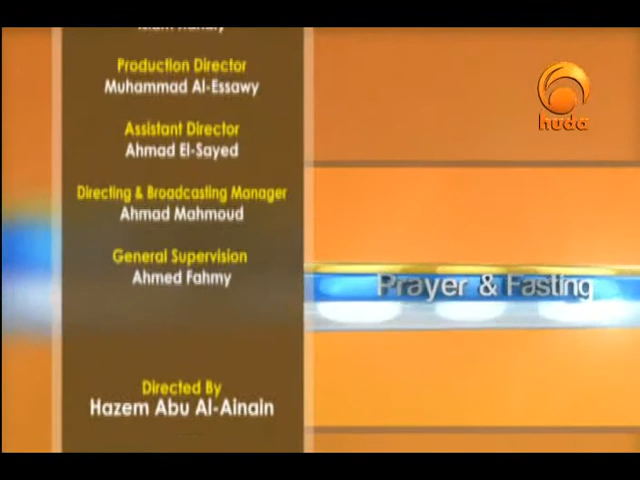 Production Director
Muhammad Al-Essawy
Assistant Director
Ahmad El-Sayed
Directing & Broadcasting Manager
Ahmad Mahmoud
General Supervision
Ahmed Fahmy
Directed By
Hazem Abu Al-Ainain
huda
Prayer & Fasting